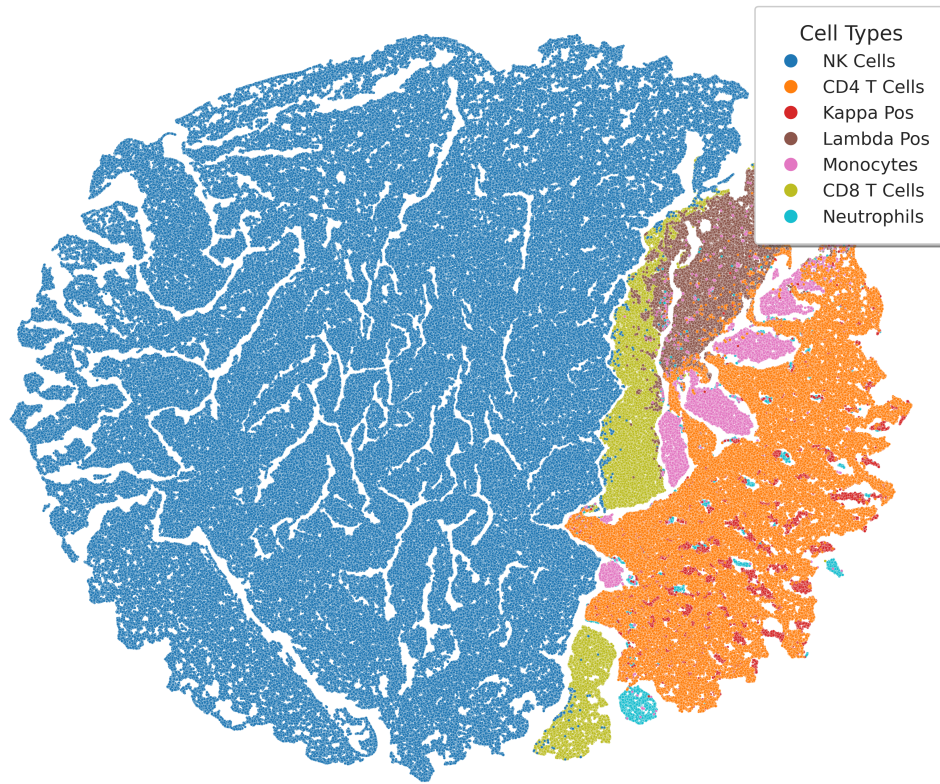 Cell Types
NK Cells
CD4 T Cells
Kappa Pos
Lambda Pos
Monocytes
CD8 T Cells
Neutrophils